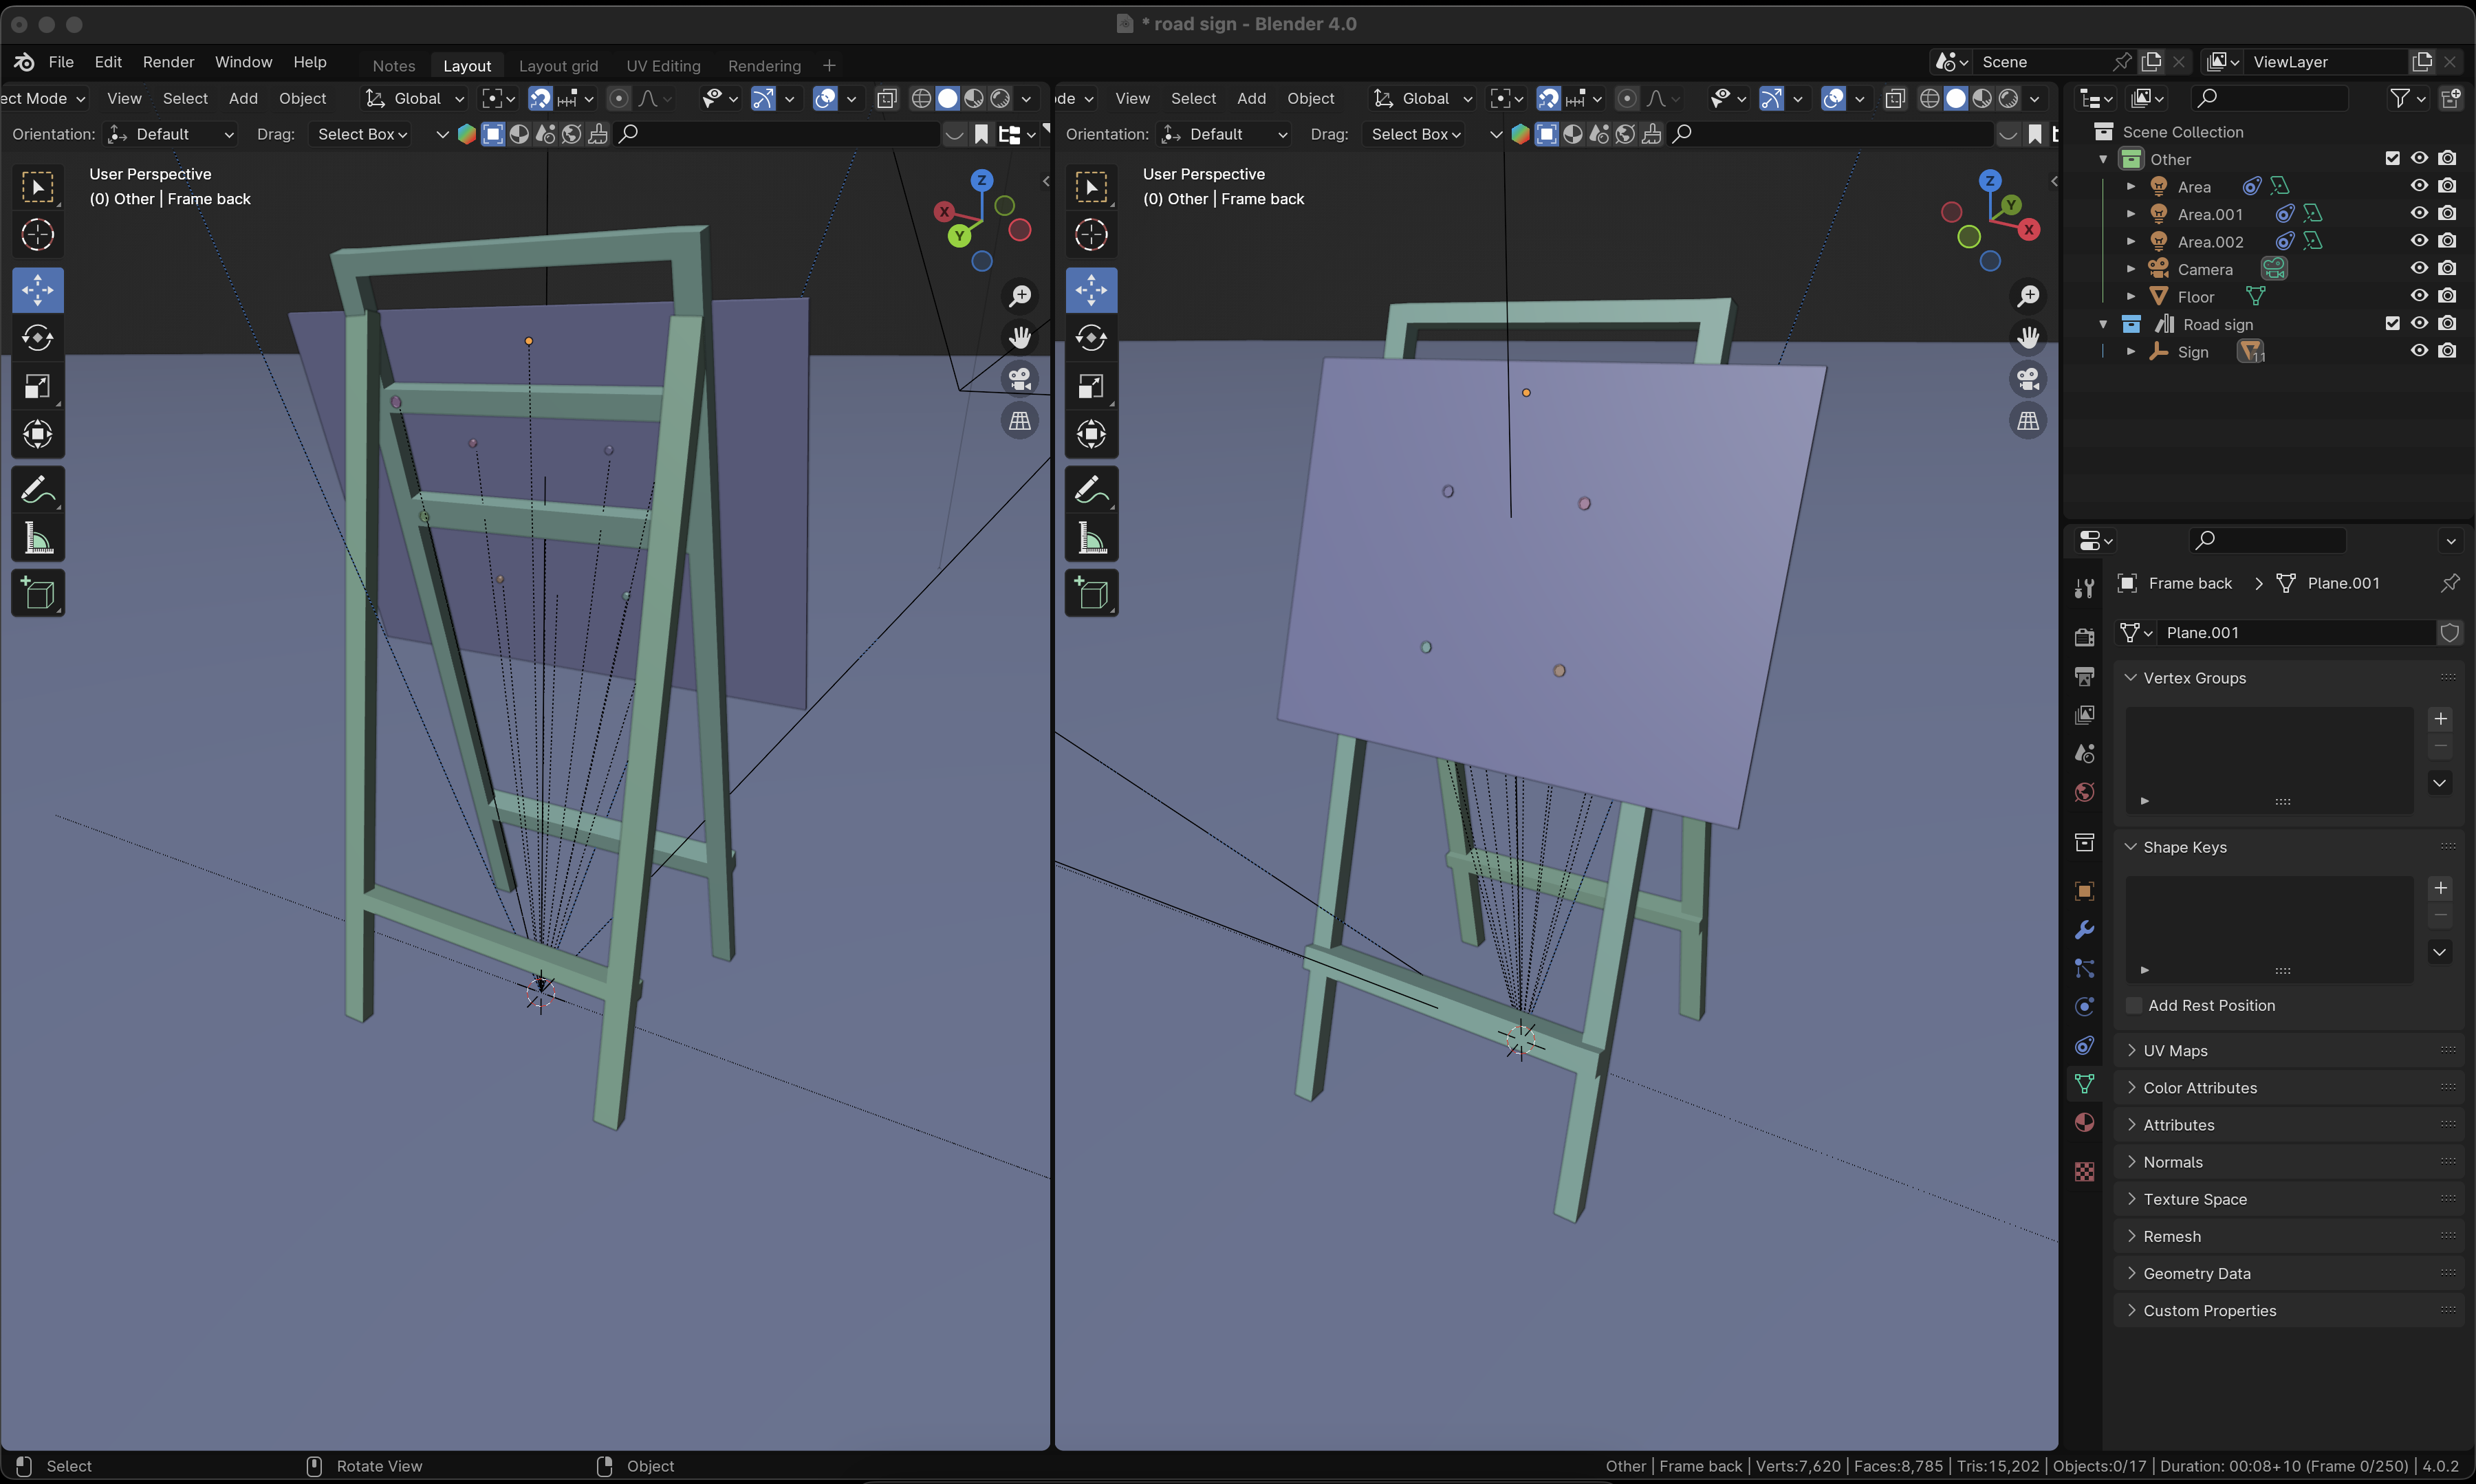 * road sign - Blender 4.0
File Edit Render Window Help Notes Layout Layout grid UV Editing Rendering + Scene ViewLayer
ect Mode View Select Add Object Global
Orientation: Default Drag: Select Box
User Perspective
(0) Other | Frame back
Z
X
Y
de View Select Add Object Global
Orientation: Default Drag: Select Box
User Perspective
(0) Other | Frame back
Z
Y
X
Scene Collection
Other
Area
Area.001
Area.002
Camera
Floor
Road sign
Sign 11
Frame back > Plane.001
Plane.001
Vertex Groups
Shape Keys
Add Rest Position
UV Maps
Color Attributes
Attributes
Normals
Texture Space
Remesh
Geometry Data
Custom Properties
Select Rotate View Object Other | Frame back | Verts:7,620 | Faces:8,785 | Tris:15,202 | Objects:0/17 | Duration: 00:08+10 (Frame 0/250) | 4.0.2